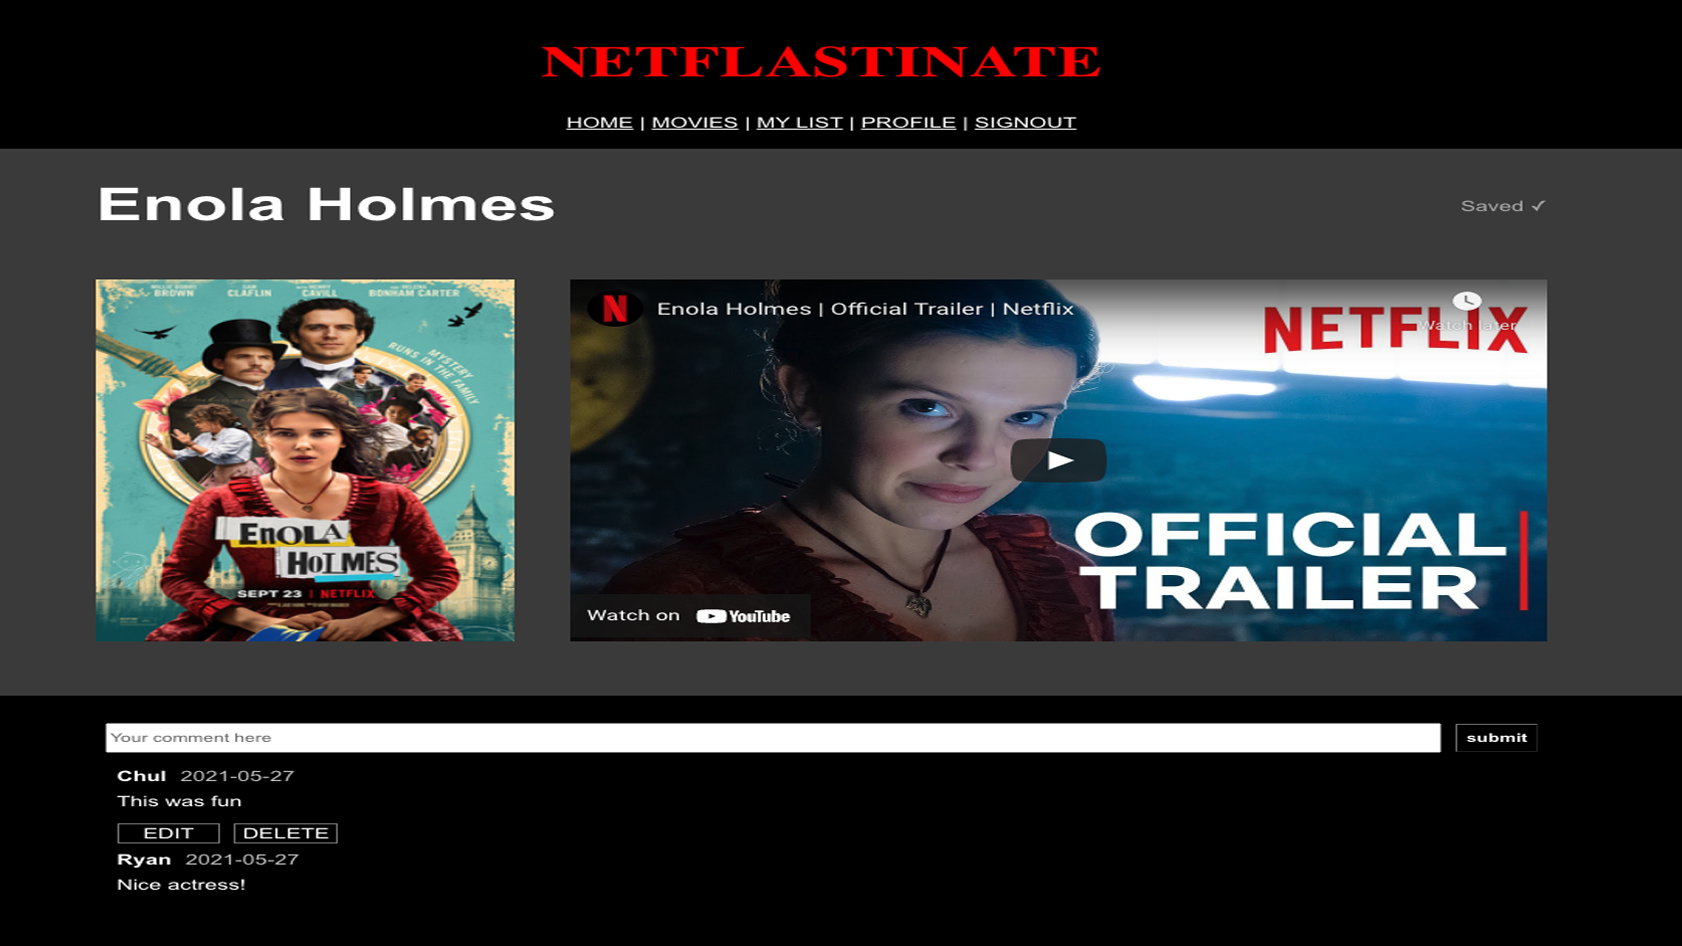 NETFLASTINATE
HOME | MOVIES | MY LIST | PROFILE | SIGNOUT
Enola Holmes
Saved ✓
BROWN CLAFLIN CAVILL BONHAM CARTER
MYSTERY
RUNS IN THE FAMILY
ENOLA
HOLMES
SEPT 23 | NETFLIX
N Enola Holmes | Official Trailer | Netflix
NETFLIX
Watch later
OFFICIAL
TRAILER
Watch on YouTube
Your comment here
submit
Chul 2021-05-27
This was fun
EDIT DELETE
Ryan 2021-05-27
Nice actress!